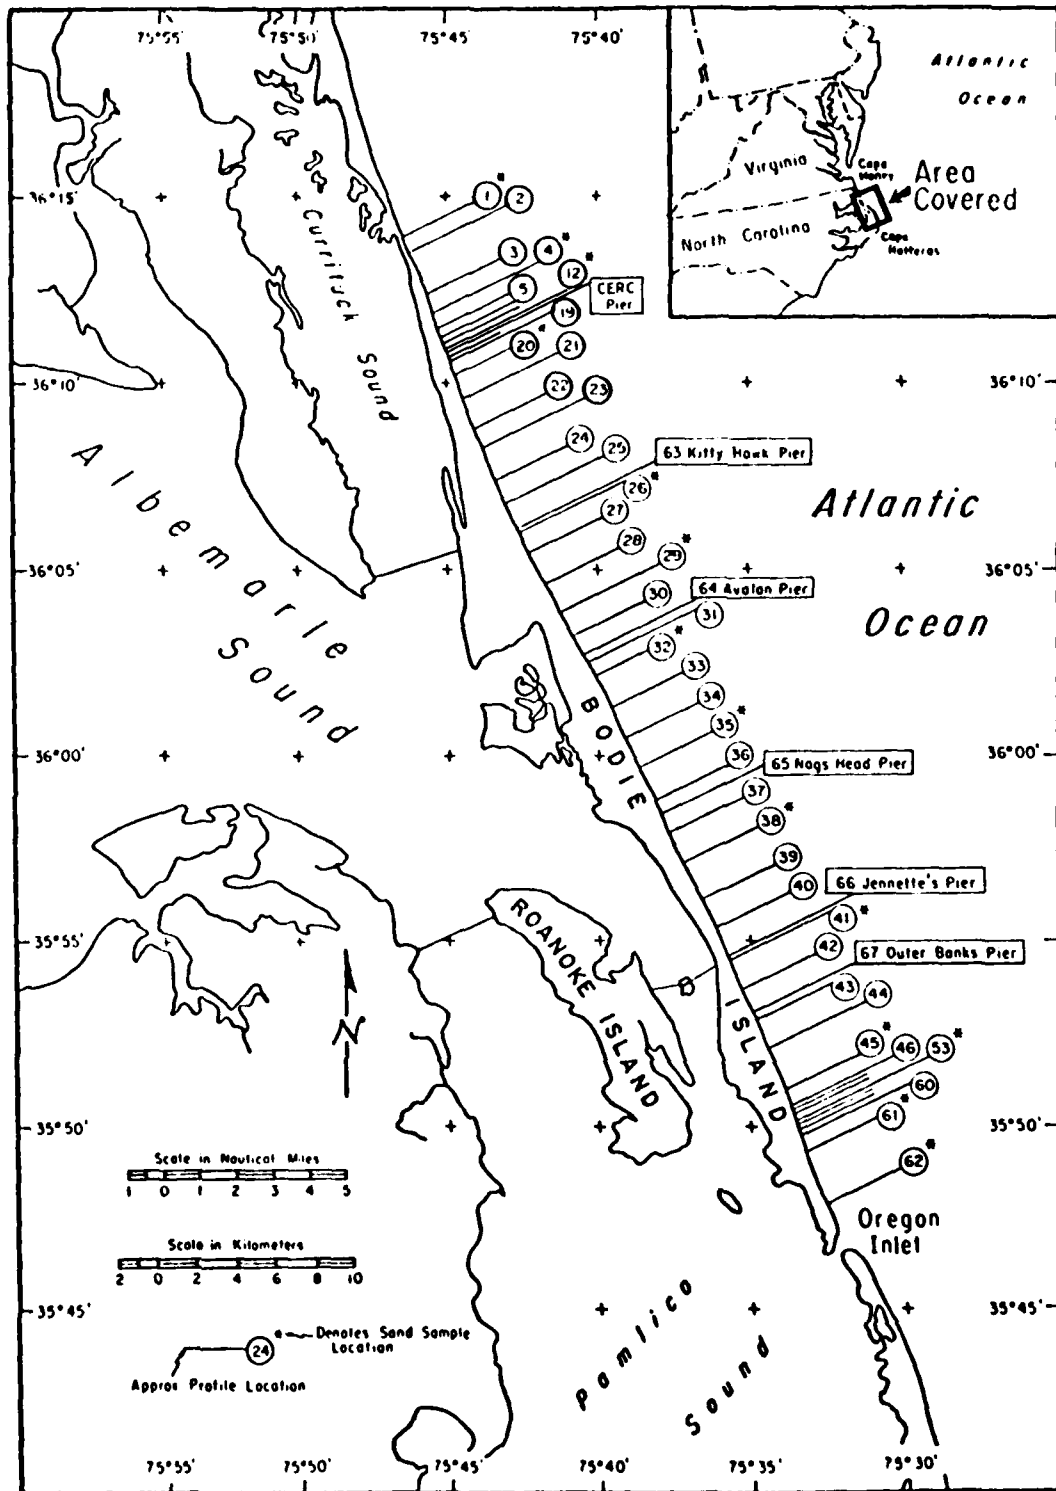 75°55'
75°50'
75°45'
75°40'
Atlantic
Ocean
Virginia
Cape
Henry
Area
Covered
North Carolina
Cape
Hatteras
36°15'
1*
2
3
4*
12*
5
CERC
Pier
19
20*
21
Currituck
Sound
36°10'
36°10'
22
23
24
25
63 Kitty Hawk Pier
26*
27
28
29*
Albemarle
Sound
Atlantic
Ocean
36°05'
36°05'
30
64 Avalon Pier
31
32*
33
34
35*
36°00'
36°00'
36
65 Nags Head Pier
37
38*
39
40
66 Jennette's Pier
41*
42
67 Outer Banks Pier
43
44
BODIE
ISLAND
ROANOKE
ISLAND
35°55'
35°55'
N
45*
46
53*
60
61*
62*
35°50'
35°50'
Scale in Nautical Miles
1 0 1 2 3 4 5
Scale in Kilometers
2 0 2 4 6 8 10
Oregon
Inlet
35°45'
35°45'
24
* Denotes Sand Sample
Location
Approx Profile Location
Pamlico
Sound
75°55'
75°50'
75°45'
75°40'
75°35'
75°30'